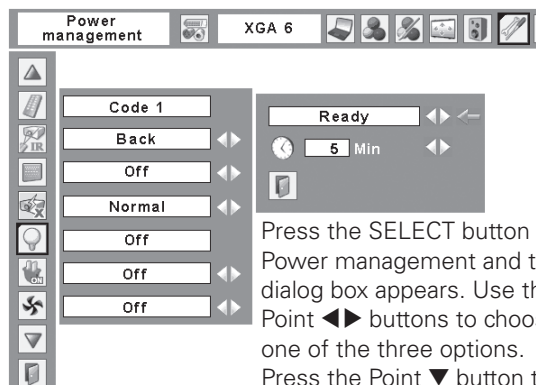 Power
management
XGA 6
Code 1
Back
Off
Normal
Off
Off
Off
IR
ON
Ready
5 Min
Press the SELECT button
Power management and
dialog box appears. Use
Point ◀▶ buttons to
one of the three options.
Press the Point ▼ button